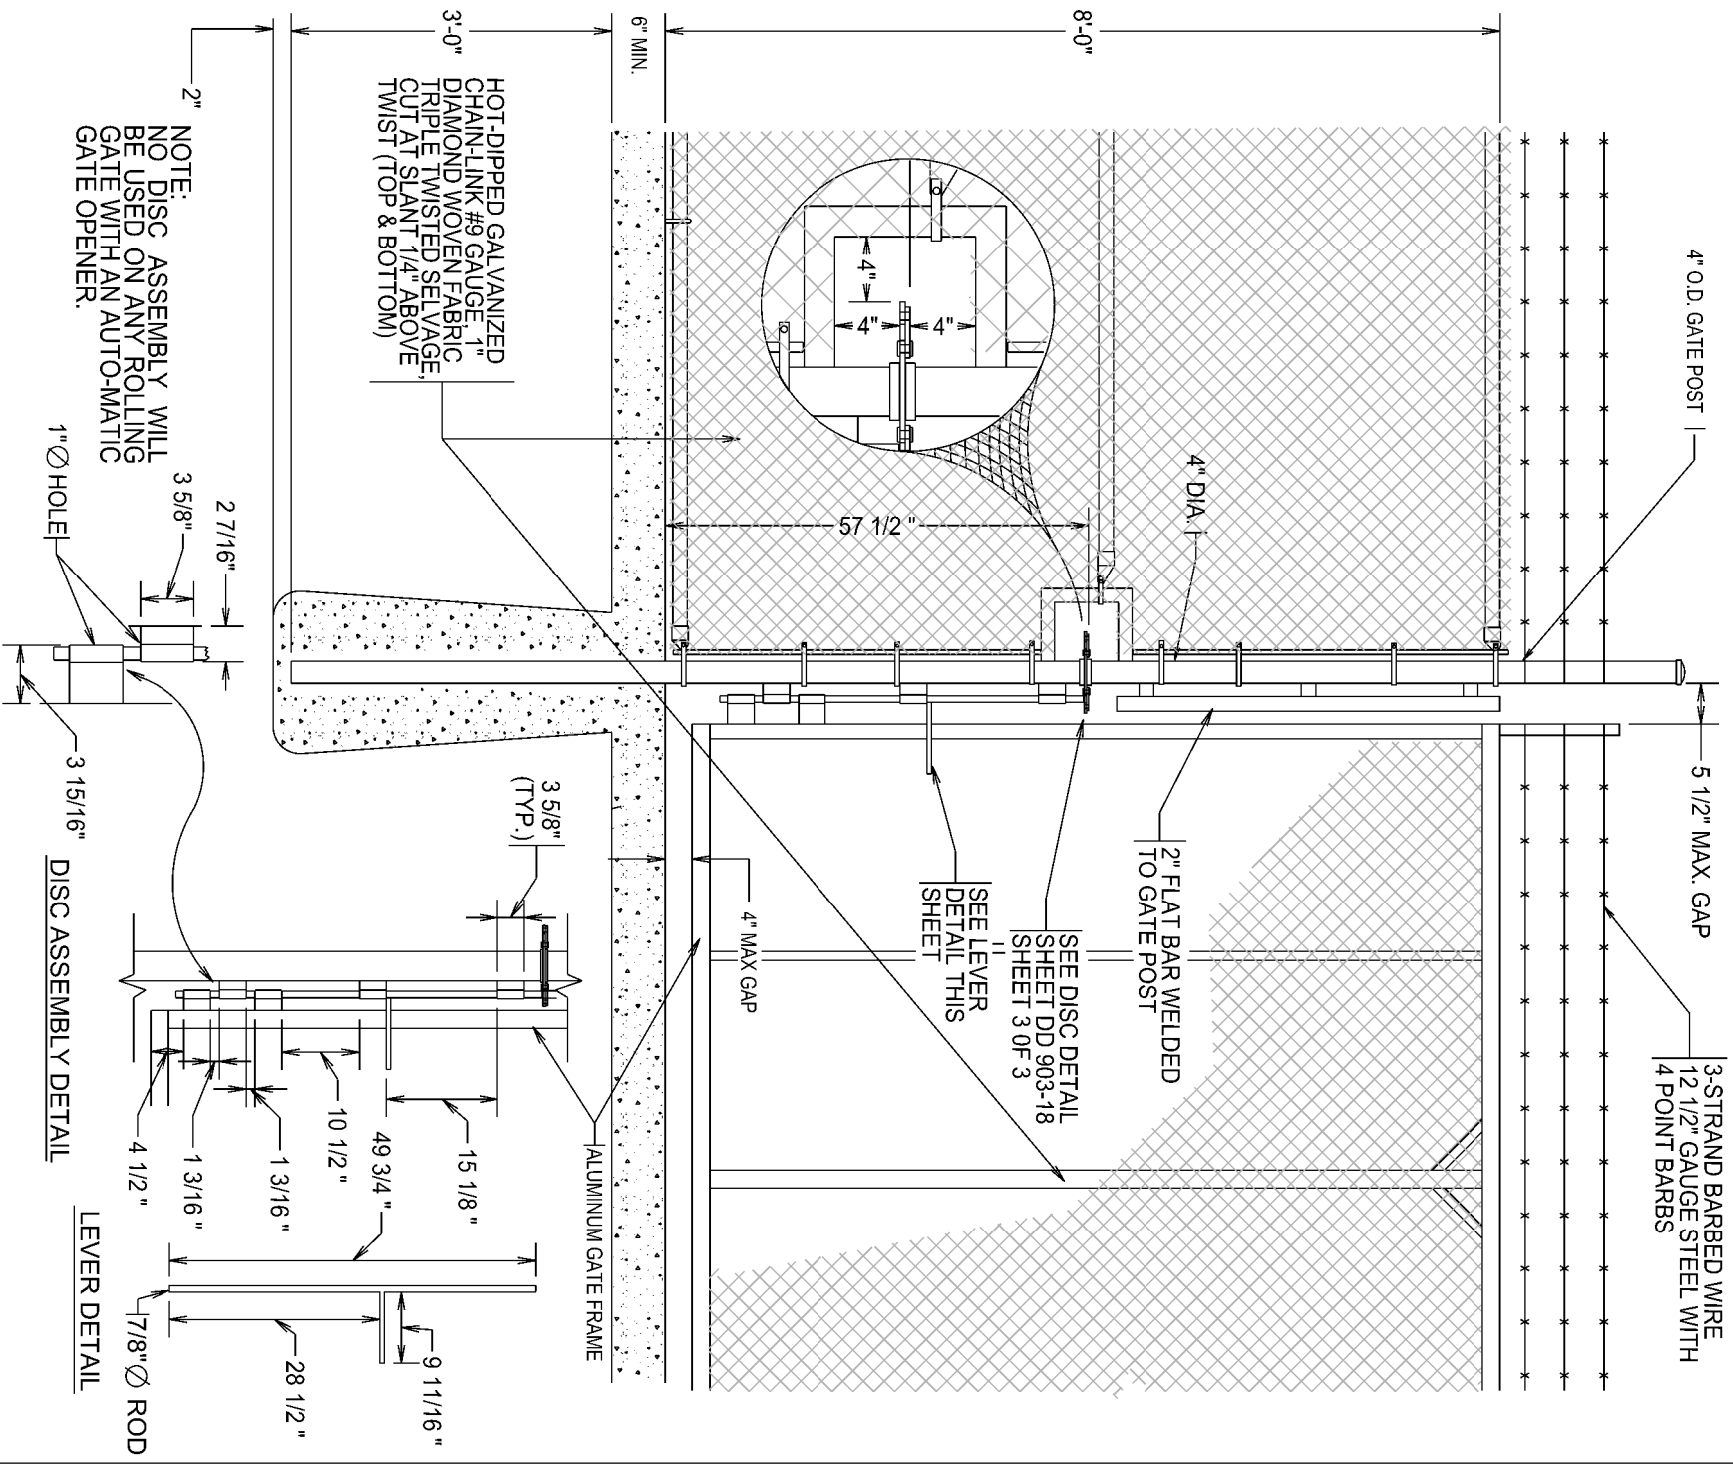 3-STRAND BARBED WIRE
12 1/2" GAUGE STEEL WITH
4 POINT BARBS
4" O.D. GATE POST
5 1/2" MAX. GAP
8'-0"
4" DIA.
2" FLAT BAR WELDED
TO GATE POST
SEE DISC DETAIL
SHEET DD 903-18
SHEET 3 0F 3
57 1/2 "
SEE LEVER
DETAIL THIS
SHEET
4"
4"
4"
4" MAX GAP
6" MIN.
3'-0"
HOT-DIPPED GALVANIZED
CHAIN-LINK #9 GAUGE, 1"
DIAMOND WOVEN FABRIC
TRIPLE TWISTED SELVAGE,
CUT AT SLANT 1/4" ABOVE
TWIST (TOP & BOTTOM)
ALUMINUM GATE FRAME
3 5/8"
(TYP.)
2"
NOTE:
NO DISC ASSEMBLY WILL
BE USED ON ANY ROLLING
GATE WITH AN AUTO-MATIC
GATE OPENER.
2 7/16"
3 5/8"
1"∅ HOLE
3 15/16"
DISC ASSEMBLY DETAIL
15 1/8 "
10 1/2 "
1 3/16 "
1 3/16 "
4 1/2 "
49 3/4 "
9 11/16 "
28 1/2 "
7/8"∅ ROD
LEVER DETAIL